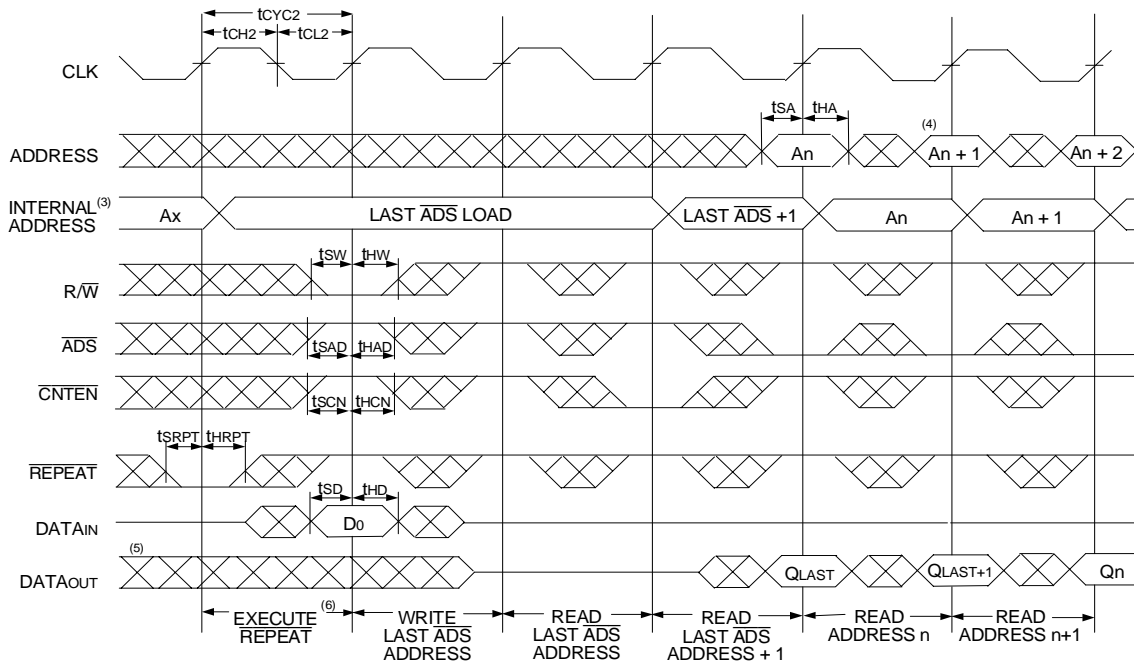 tCYC2
tCH2 tCL2
CLK
tSA tHA
(4)
ADDRESS An An + 1 An + 2
INTERNAL(3)
ADDRESS
Ax LAST ADS LOAD LAST ADS +1 An An + 1
tSW tHW
R/W
ADS
tSAD tHAD
CNTEN
tSCN tHCN
tSRPT tHRPT
REPEAT
tSD tHD
DATAIN D0
(5)
DATAOUT QLAST QLAST+1 Qn
EXECUTE (6)
REPEAT
WRITE
LAST ADS
ADDRESS
READ
LAST ADS
ADDRESS
READ
LAST ADS
ADDRESS + 1
READ
ADDRESS n
READ
ADDRESS n+1